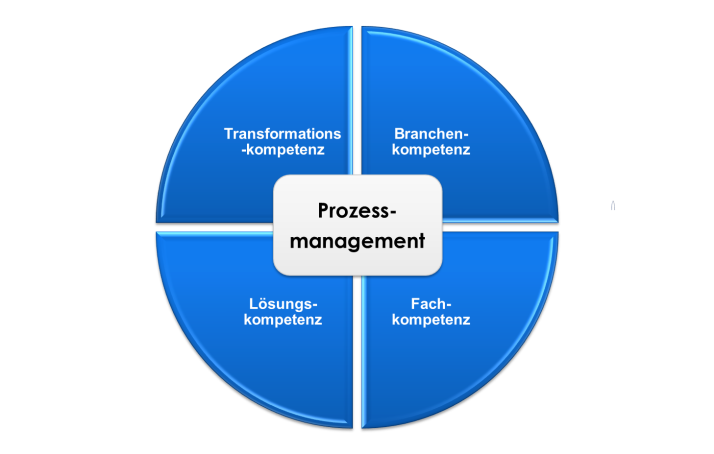 Transformations
-kompetenz
Branchen-
kompetenz
Prozess-
management
Lösungs-
kompetenz
Fach-
kompetenz